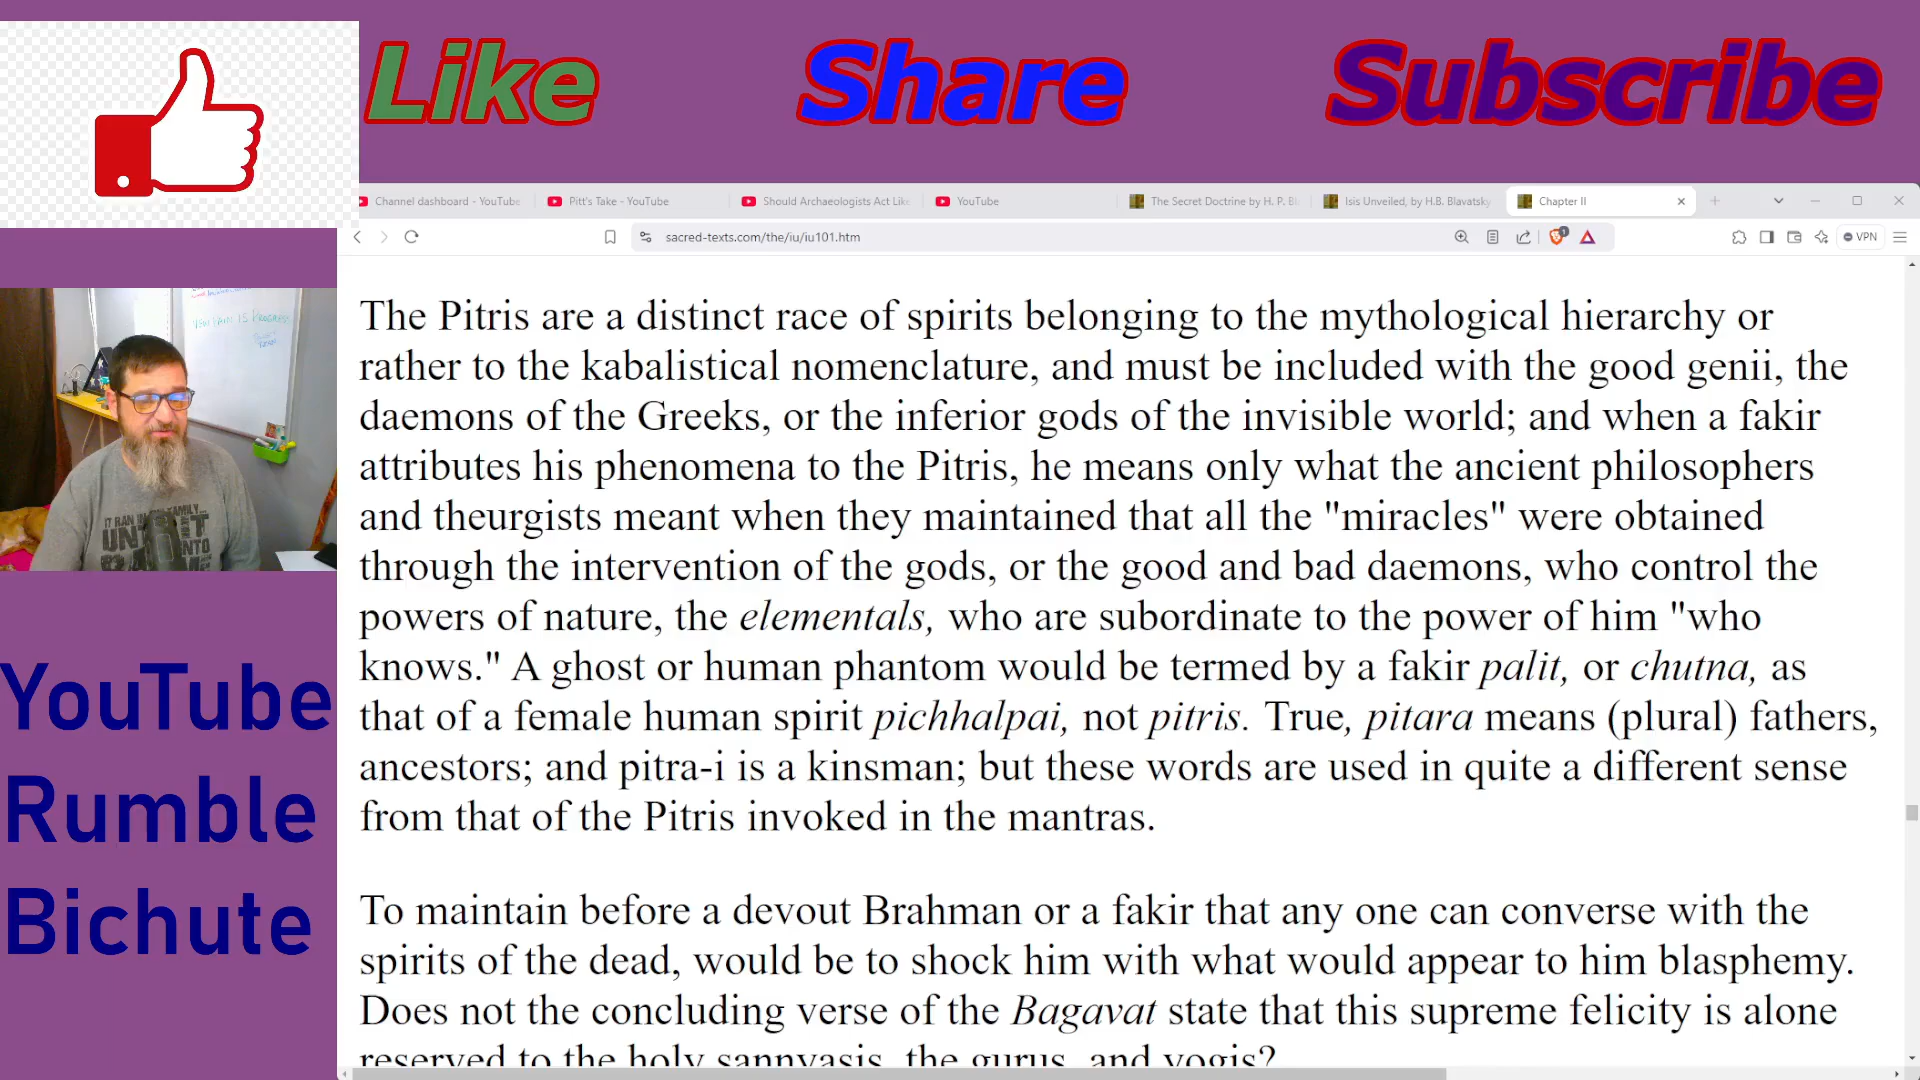 Like
Share
Subscribe
Channel dashboard - YouTube
Pitt's Take - YouTube
Should Archaeologists Act Lik
YouTube
The Secret Doctrine by H. P. Bl
Isis Unveiled, by H.B. Blavatsky
Chapter II
sacred-texts.com/the/iu/iu101.htm
1
VPN
The Pitris are a distinct race of spirits belonging to the mythological hierarchy or
rather to the kabalistical nomenclature, and must be included with the good genii, the
daemons of the Greeks, or the inferior gods of the invisible world; and when a fakir
attributes his phenomena to the Pitris, he means only what the ancient philosophers
and theurgists meant when they maintained that all the "miracles" were obtained
through the intervention of the gods, or the good and bad daemons, who control the
powers of nature, the elementals, who are subordinate to the power of him "who
knows." A ghost or human phantom would be termed by a fakir palit, or chutna, as
that of a female human spirit pichhalpai, not pitris. True, pitara means (plural) fathers,
ancestors; and pitra-i is a kinsman; but these words are used in quite a different sense
from that of the Pitris invoked in the mantras.
To maintain before a devout Brahman or a fakir that any one can converse with the
spirits of the dead, would be to shock him with what would appear to him blasphemy.
Does not the concluding verse of the Bagavat state that this supreme felicity is alone
reserved to the holy sannyasis, the gurus, and yogis?
IT RAN IN
FAMILY...
UNTIL IT
INTO
YouTube
Rumble
Bichute